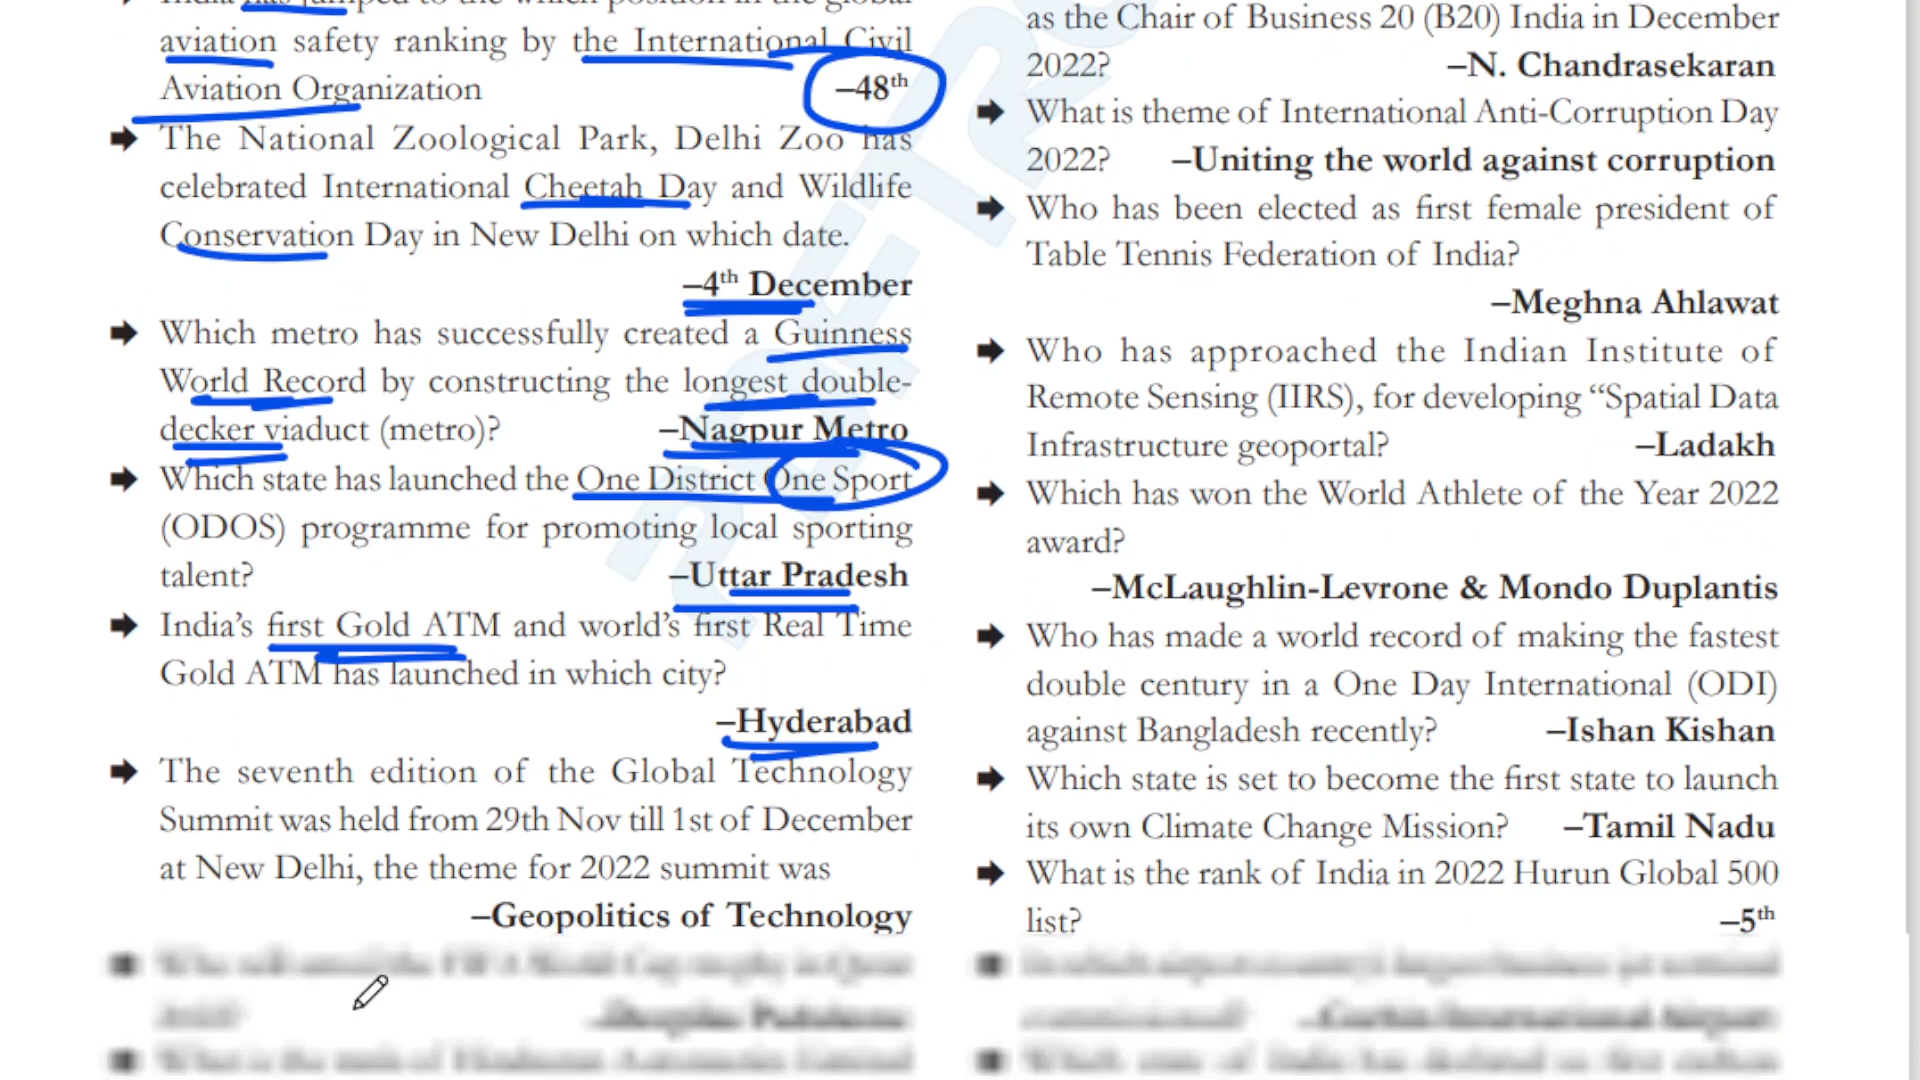 India has jumped to the which position in the global
aviation safety ranking by the International Civil
Aviation Organization –48th
➡ The National Zoological Park, Delhi Zoo has
celebrated International Cheetah Day and Wildlife
Conservation Day in New Delhi on which date.
–4th December
➡ Which metro has successfully created a Guinness
World Record by constructing the longest double-
decker viaduct (metro)? –Nagpur Metro
➡ Which state has launched the One District One Sport
(ODOS) programme for promoting local sporting
talent? –Uttar Pradesh
➡ India’s first Gold ATM and world’s first Real Time
Gold ATM has launched in which city?
–Hyderabad
➡ The seventh edition of the Global Technology
Summit was held from 29th Nov till 1st of December
at New Delhi, the theme for 2022 summit was
–Geopolitics of Technology
as the Chair of Business 20 (B20) India in December
2022? –N. Chandrasekaran
➡ What is theme of International Anti-Corruption Day
2022? –Uniting the world against corruption
➡ Who has been elected as first female president of
Table Tennis Federation of India?
–Meghna Ahlawat
➡ Who has approached the Indian Institute of
Remote Sensing (IIRS), for developing “Spatial Data
Infrastructure geoportal? –Ladakh
➡ Which has won the World Athlete of the Year 2022
award?
–McLaughlin-Levrone & Mondo Duplantis
➡ Who has made a world record of making the fastest
double century in a One Day International (ODI)
against Bangladesh recently? –Ishan Kishan
➡ Which state is set to become the first state to launch
its own Climate Change Mission? –Tamil Nadu
➡ What is the rank of India in 2022 Hurun Global 500
list? –5th